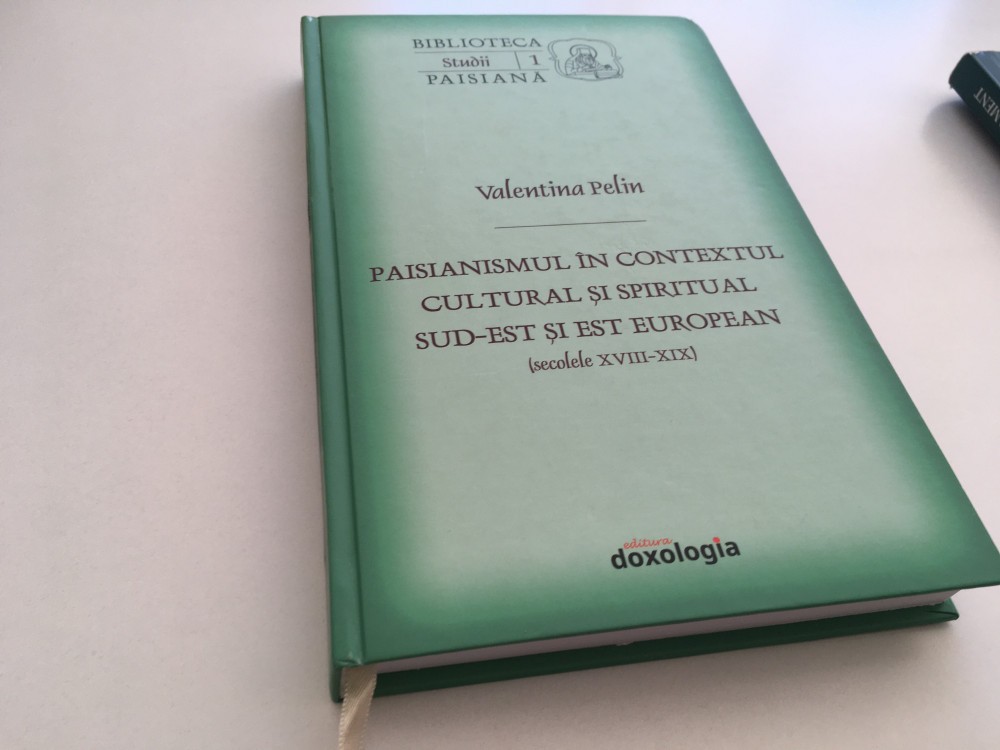 BIBLIOTECA
Studii | 1
PAISIANĂ
Valentina Pelin
PAISIANISMUL ÎN CONTEXTUL
CULTURAL ȘI SPIRITUAL
SUD-EST ȘI EST EUROPEAN
(secolele XVIII-XIX)
editura
doxologia